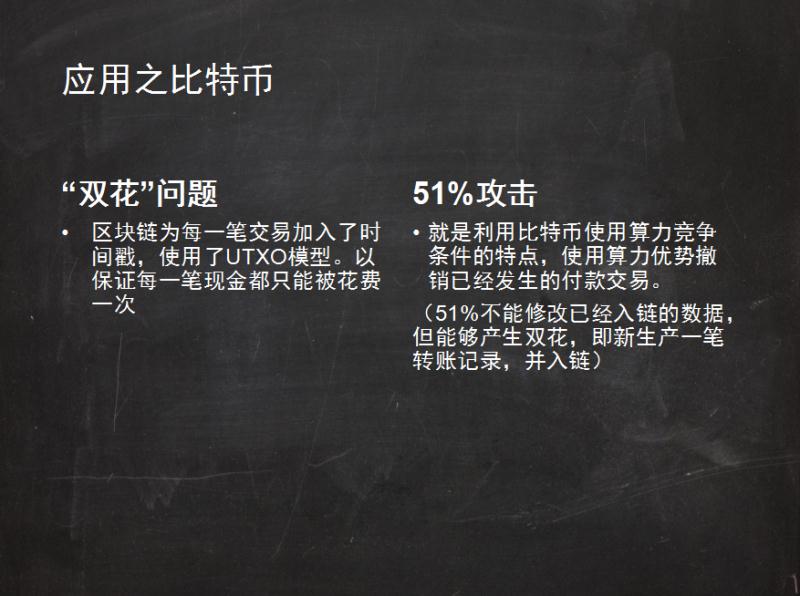 应用之比特币
“双花”问题
• 区块链为每一笔交易加入了时
间戳，使用了UTXO模型。以
保证每一笔现金都只能被花费
一次
51%攻击
• 就是利用比特币使用算力竞争
条件的特点，使用算力优势撤
销已经发生的付款交易。
（51%不能修改已经入链的数据，
但能够产生双花，即新生产一笔
转账记录，并入链）